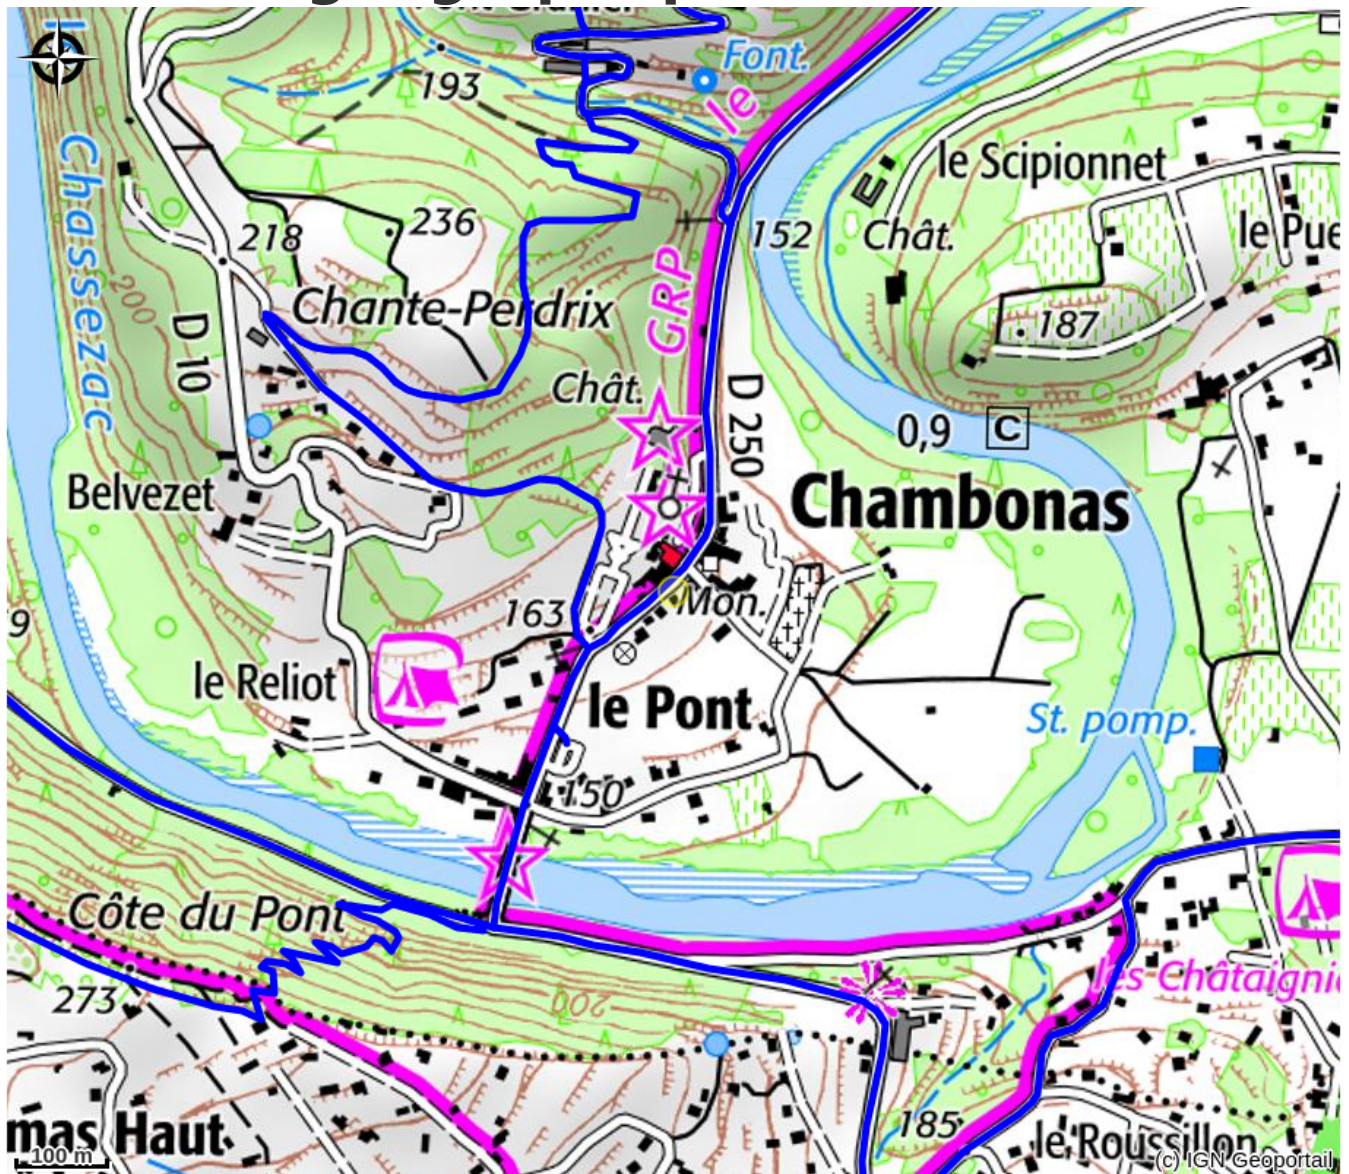 Font.
193
le
le Scipionnet
Chassezac
218
236
152
Chât.
le Pue
GRP
200
Chante-Perdrix
187
D 10
Chât.
D 250
0,9
C
Belvezet
Chambonas
163
Mon.
9
le Reliot
le Pont
St. pomp.
150
Côte du Pont
les Châtaignie
273
200
185
mas Haut
le Roussillon
100 m
(c) IGN Geoportail